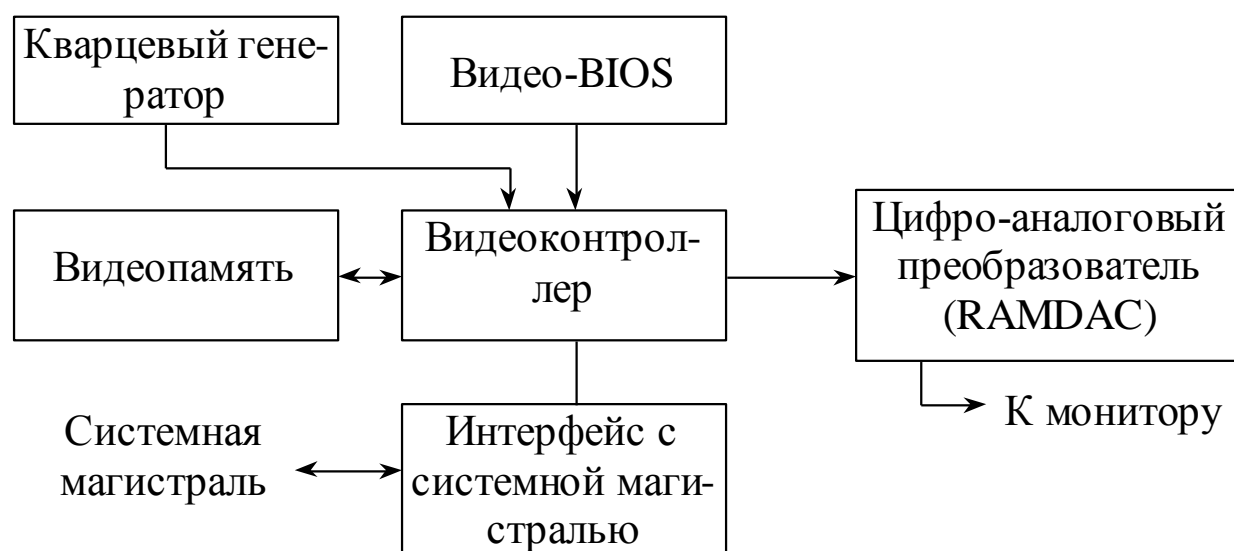 Кварцевый гене-
ратор
Видео-BIOS
Видеопамять
Видеоконтрол-
лер
Цифро-аналоговый
преобразователь
(RAMDAC)
К монитору
Системная
магистраль
Интерфейс с
системной маги-
стралью